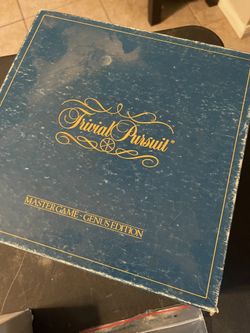 Trivial Pursuit®
MASTER GAME - GENUS EDITION